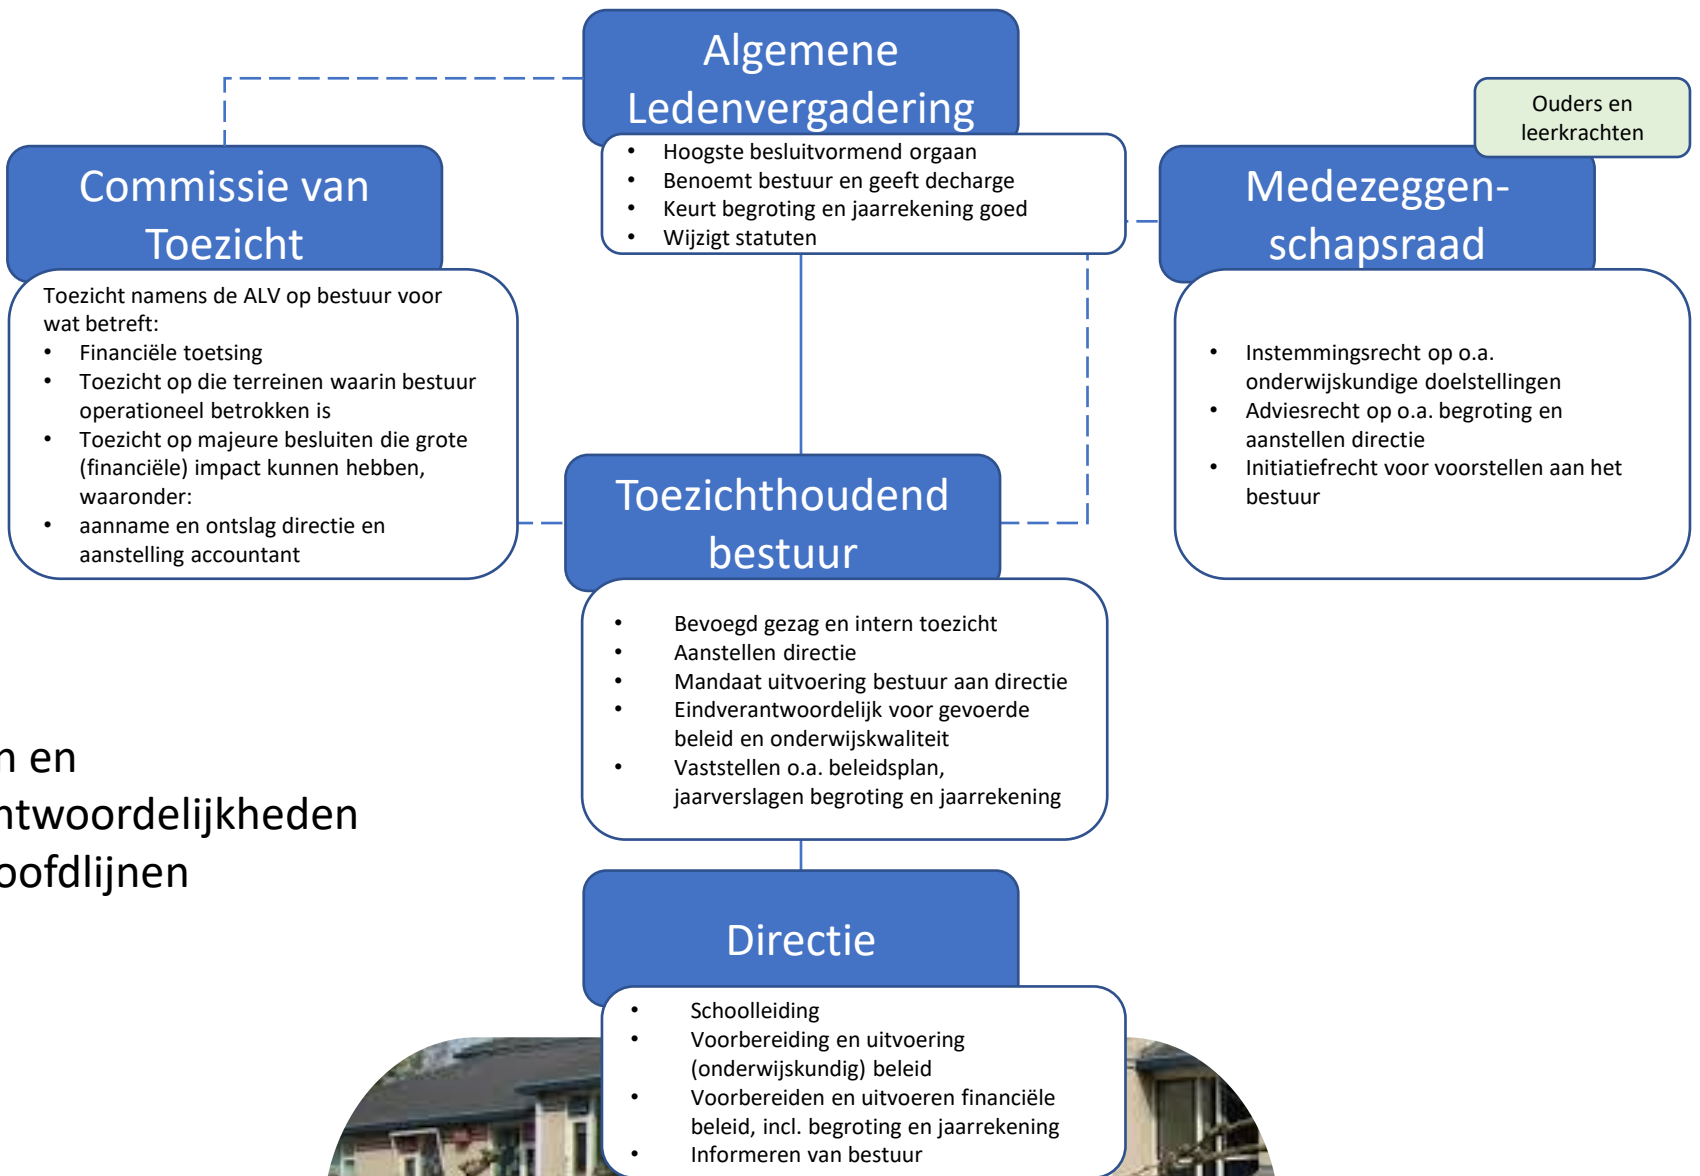 Algemene
Ledenvergadering
• Hoogste besluitvormend orgaan
• Benoemt bestuur en geeft decharge
• Keurt begroting en jaarrekening goed
• Wijzigt statuten
Commissie van
Toezicht
Toezicht namens de ALV op bestuur voor
wat betreft:
• Financiële toetsing
• Toezicht op die terreinen waarin bestuur
operationeel betrokken is
• Toezicht op majeure besluiten die grote
(financiële) impact kunnen hebben,
waaronder:
• aanname en ontslag directie en
aanstelling accountant
Ouders en
leerkrachten
Medezeggen-
schapsraad
• Instemmingsrecht op o.a.
onderwijskundige doelstellingen
• Adviesrecht op o.a. begroting en
aanstellen directie
• Initiatiefrecht voor voorstellen aan het
bestuur
Toezichthoudend
bestuur
• Bevoegd gezag en intern toezicht
• Aanstellen directie
• Mandaat uitvoering bestuur aan directie
• Eindverantwoordelijk voor gevoerde
beleid en onderwijskwaliteit
• Vaststellen o.a. beleidsplan,
jaarverslagen begroting en jaarrekening
n en
ntwoordelijkheden
oofdlijnen
Directie
• Schoolleiding
• Voorbereiding en uitvoering
(onderwijskundig) beleid
• Voorbereiden en uitvoeren financiële
beleid, incl. begroting en jaarrekening
• Informeren van bestuur